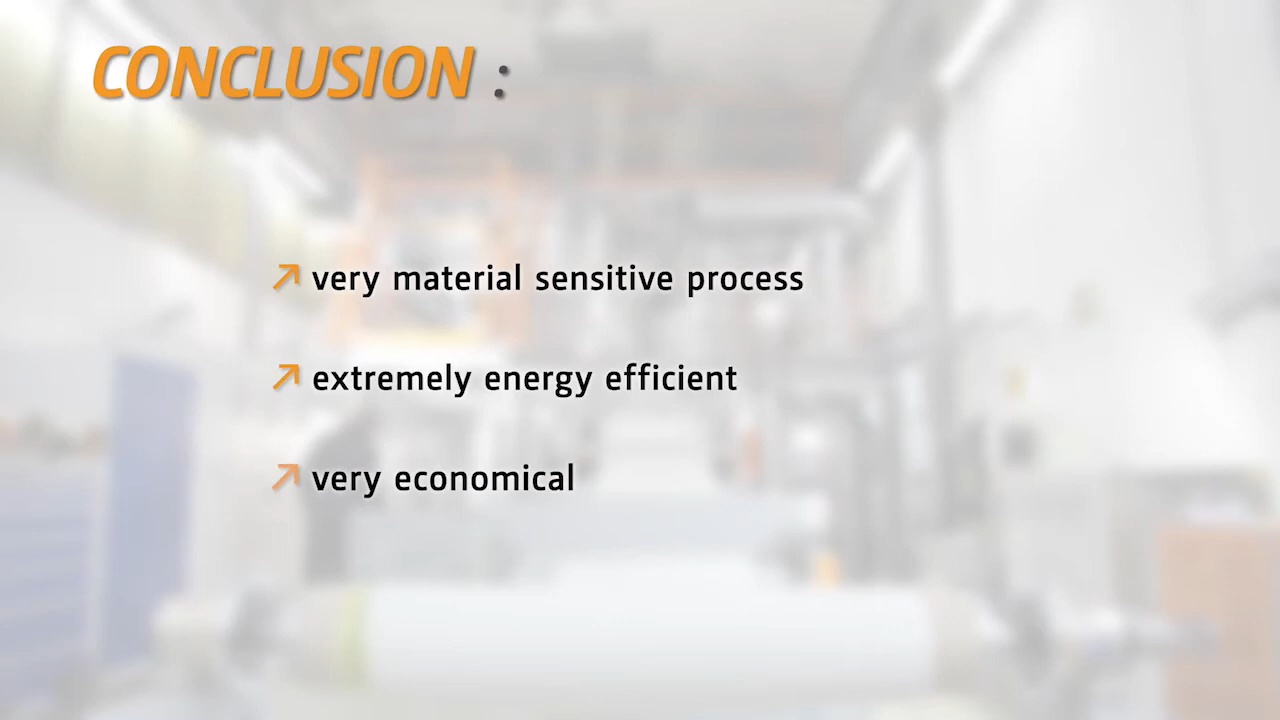 CONCLUSION :
↗ very material sensitive process
↗ extremely energy efficient
↗ very economical